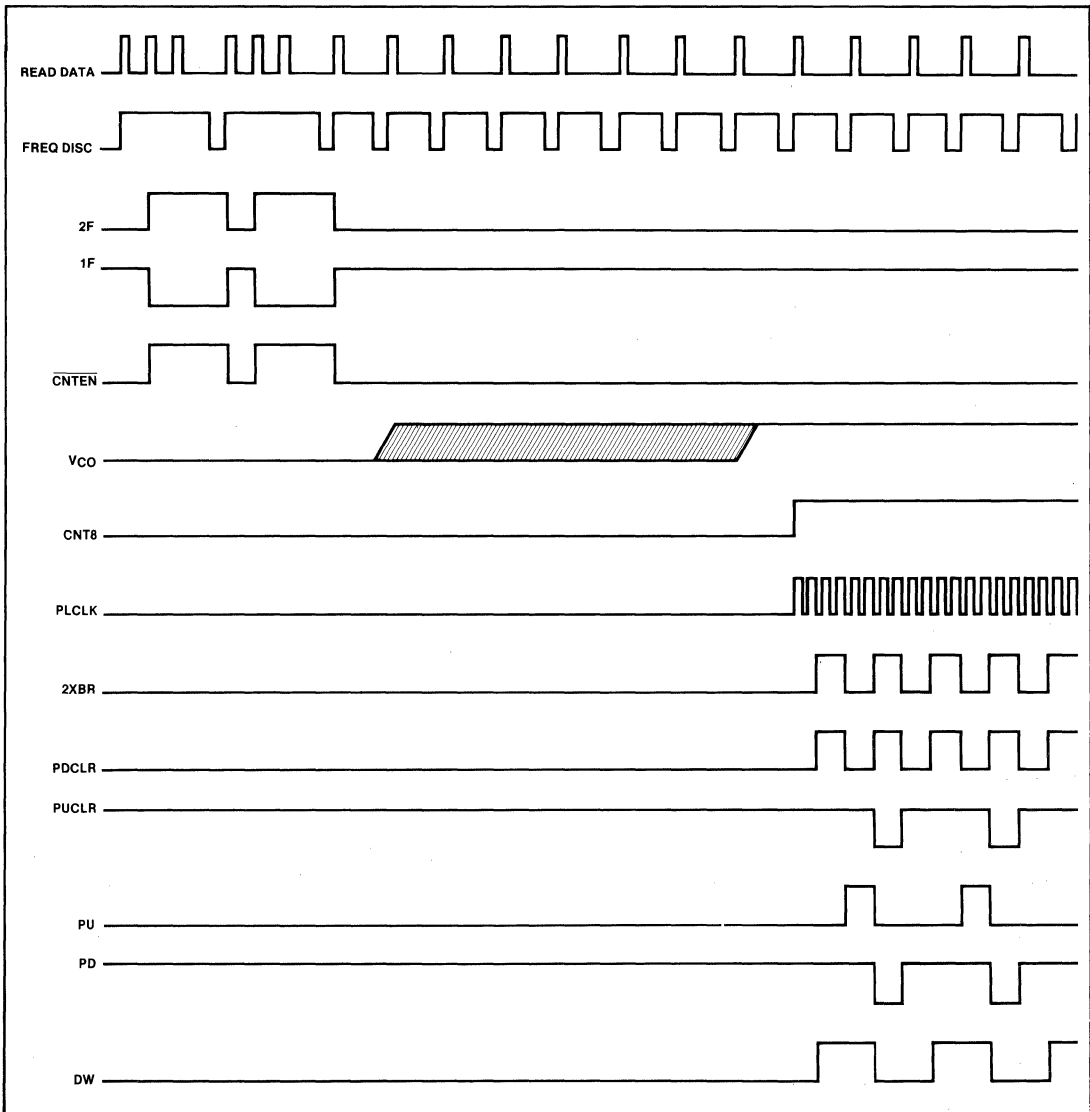 READ DATA
FREQ DISC
2F
1F
CNTEN
VCO
CNT8
PLCLK
2XBR
PDCLR
PUCLR
PU
PD
DW